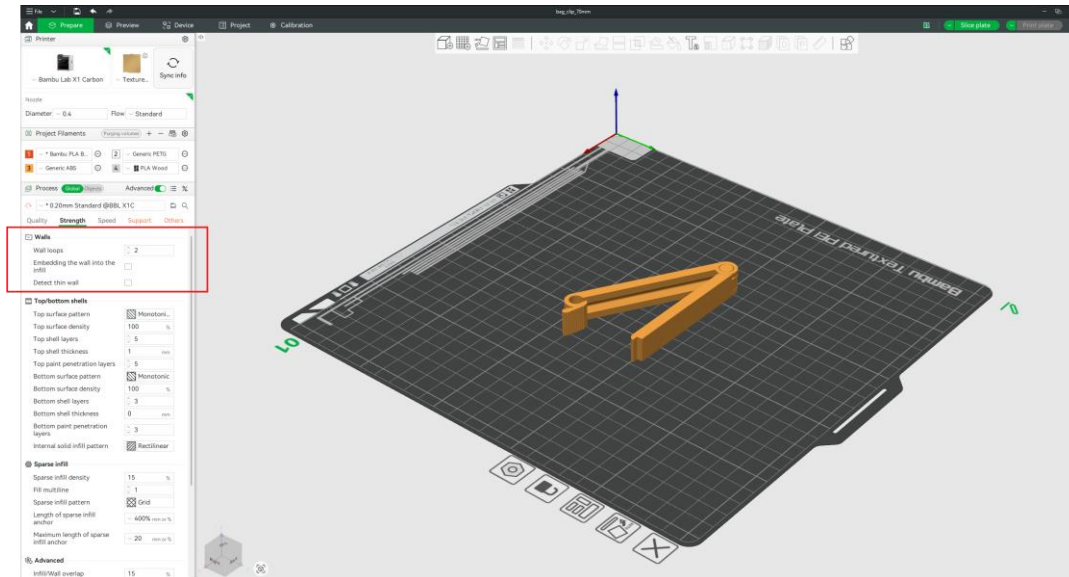 File
bag_clip_70mm
Prepare
Preview
Device
Project
Calibration
Slice plate
Print plate
Printer
Bambu Lab X1 Carbon
Texture..
Sync info
Nozzle
Diameter 0.4 Flow Standard
Project Filaments Purging volumes
1 * Bambu PLA B.. 2 Generic PETG
3 Generic ABS 4 PLA Wood
Process Global Objects Advanced
* 0.20mm Standard @BBL X1C
Quality Strength Speed Support Others
Walls
Wall loops 2
Embedding the wall into the
infill
Detect thin wall
Top/bottom shells
Top surface pattern Monotoni..
Top surface density 100 %
Top shell layers 5
Top shell thickness 1 mm
Top paint penetration layers 5
Bottom surface pattern Monotonic
Bottom surface density 100 %
Bottom shell layers 3
Bottom shell thickness 0 mm
Bottom paint penetration
layers 3
Internal solid infill pattern Rectilinear
Sparse infill
Sparse infill density 15 %
Fill multiline 1
Sparse infill pattern Grid
Length of sparse infill
anchor 400% mm or %
Maximum length of sparse
infill anchor 20 mm or %
Advanced
Infill/Wall overlap 15 %
Bambu Textured PEI Plate
01